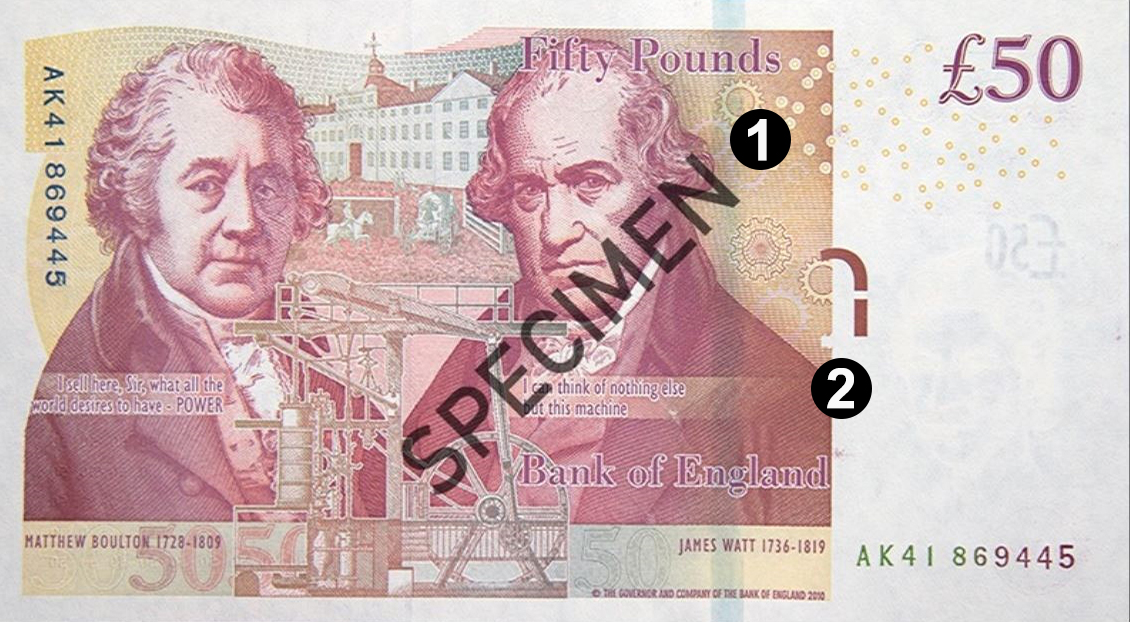 Fifty Pounds
£50
1
AK41 869445
SPECIMEN
£50
2
I sell here, Sir, what all the
world desires to have - POWER
I can think of nothing else
but this machine
Bank of England
50
50
50
50
MATTHEW BOULTON 1728-1809
JAMES WATT 1736-1819
AK41 869445
© THE GOVERNOR AND COMPANY OF THE BANK OF ENGLAND 2010